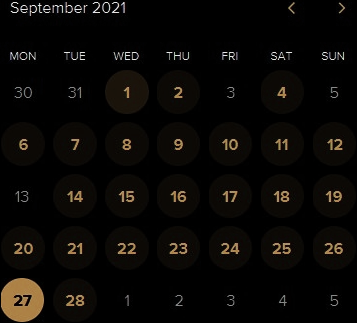 September 2021
MON TUE WED THU FRI SAT SUN
30 31 1 2 3 4 5
6 7 8 9 10 11 12
13 14 15 16 17 18 19
20 21 22 23 24 25 26
27 28 1 2 3 4 5